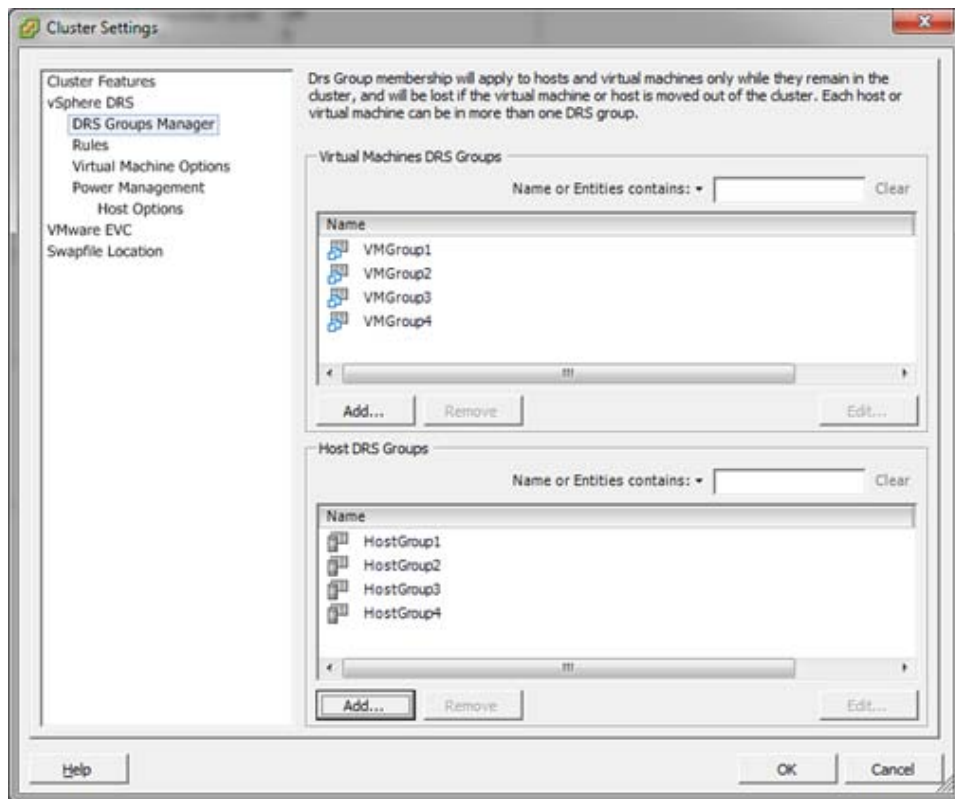 Cluster Settings
Cluster Features
vSphere DRS
DRS Groups Manager
Rules
Virtual Machine Options
Power Management
Host Options
VMware EVC
Swapfile Location
Drs Group membership will apply to hosts and virtual machines only while they remain in the
cluster, and will be lost if the virtual machine or host is moved out of the cluster. Each host or
virtual machine can be in more than one DRS group.
Virtual Machines DRS Groups
Name or Entities contains:
Clear
Name
VMGroup1
VMGroup2
VMGroup3
VMGroup4
Add...
Remove
Edit...
Host DRS Groups
Name or Entities contains:
Clear
Name
HostGroup1
HostGroup2
HostGroup3
HostGroup4
Add...
Remove
Edit...
Help
OK
Cancel